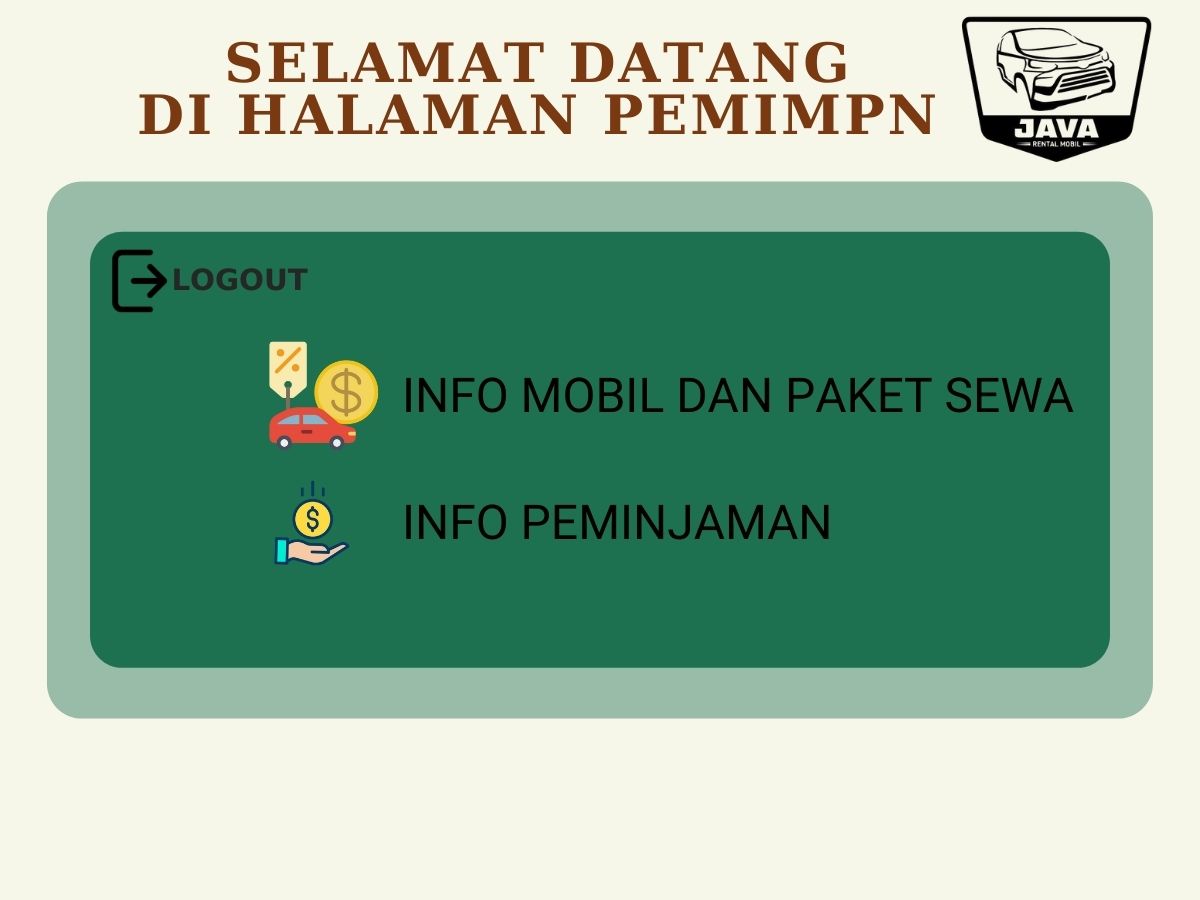 SELAMAT DATANG
DI HALAMAN PEMIMPN
JAVA
RENTAL MOBIL
LOGOUT
%
$
INFO MOBIL DAN PAKET SEWA
$
INFO PEMINJAMAN